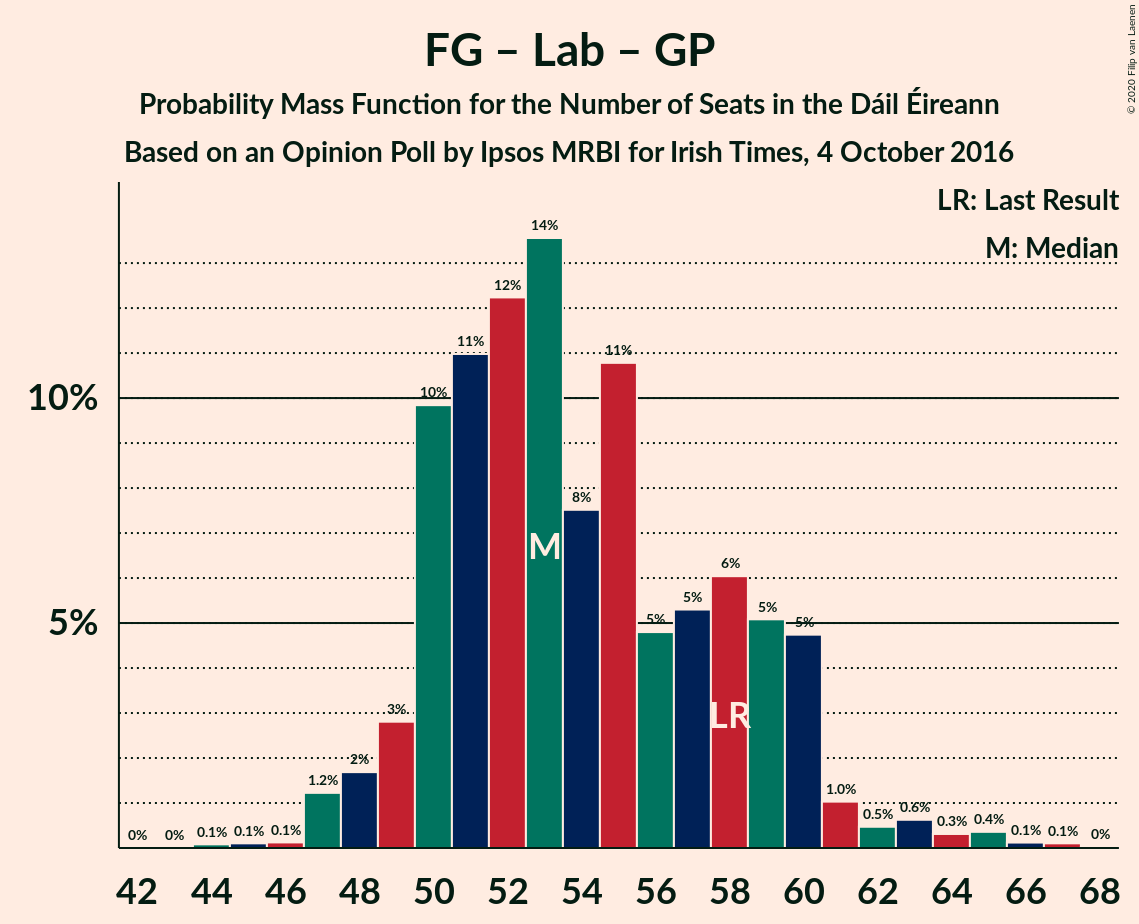 FG – Lab – GP
Probability Mass Function for the Number of Seats in the Dáil Éireann
Based on an Opinion Poll by Ipsos MRBI for Irish Times, 4 October 2016
© 2020 Filip van Laenen
LR: Last Result
M: Median
10%
5%
0% 0% 0.1% 0.1% 0.1% 1.2% 2% 3% 10% 11% 12% 14% 8% 11% 5% 5% 6% 5% 5% 1.0% 0.5% 0.6% 0.3% 0.4% 0.1% 0.1% 0%
M
LR
42 44 46 48 50 52 54 56 58 60 62 64 66 68